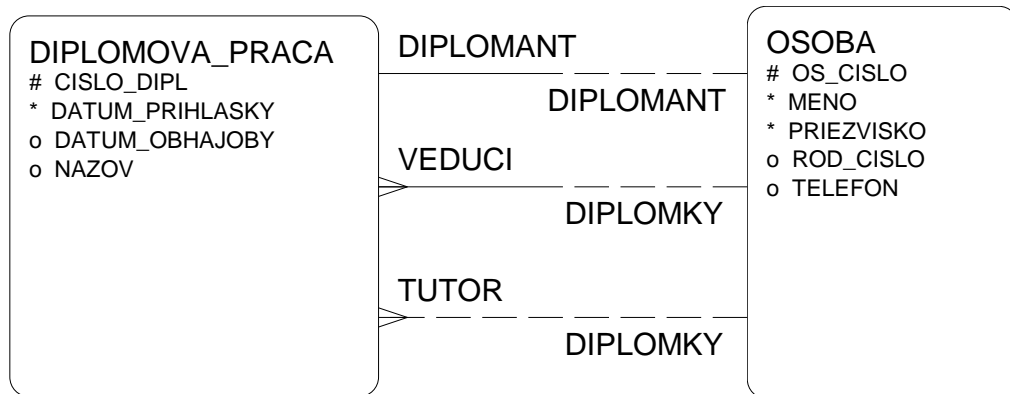 DIPLOMOVA_PRACA
# CISLO_DIPL
* DATUM_PRIHLASKY
o DATUM_OBHAJOBY
o NAZOV
DIPLOMANT
DIPLOMANT
VEDUCI
DIPLOMKY
TUTOR
DIPLOMKY
OSOBA
# OS_CISLO
* MENO
* PRIEZVISKO
o ROD_CISLO
o TELEFON